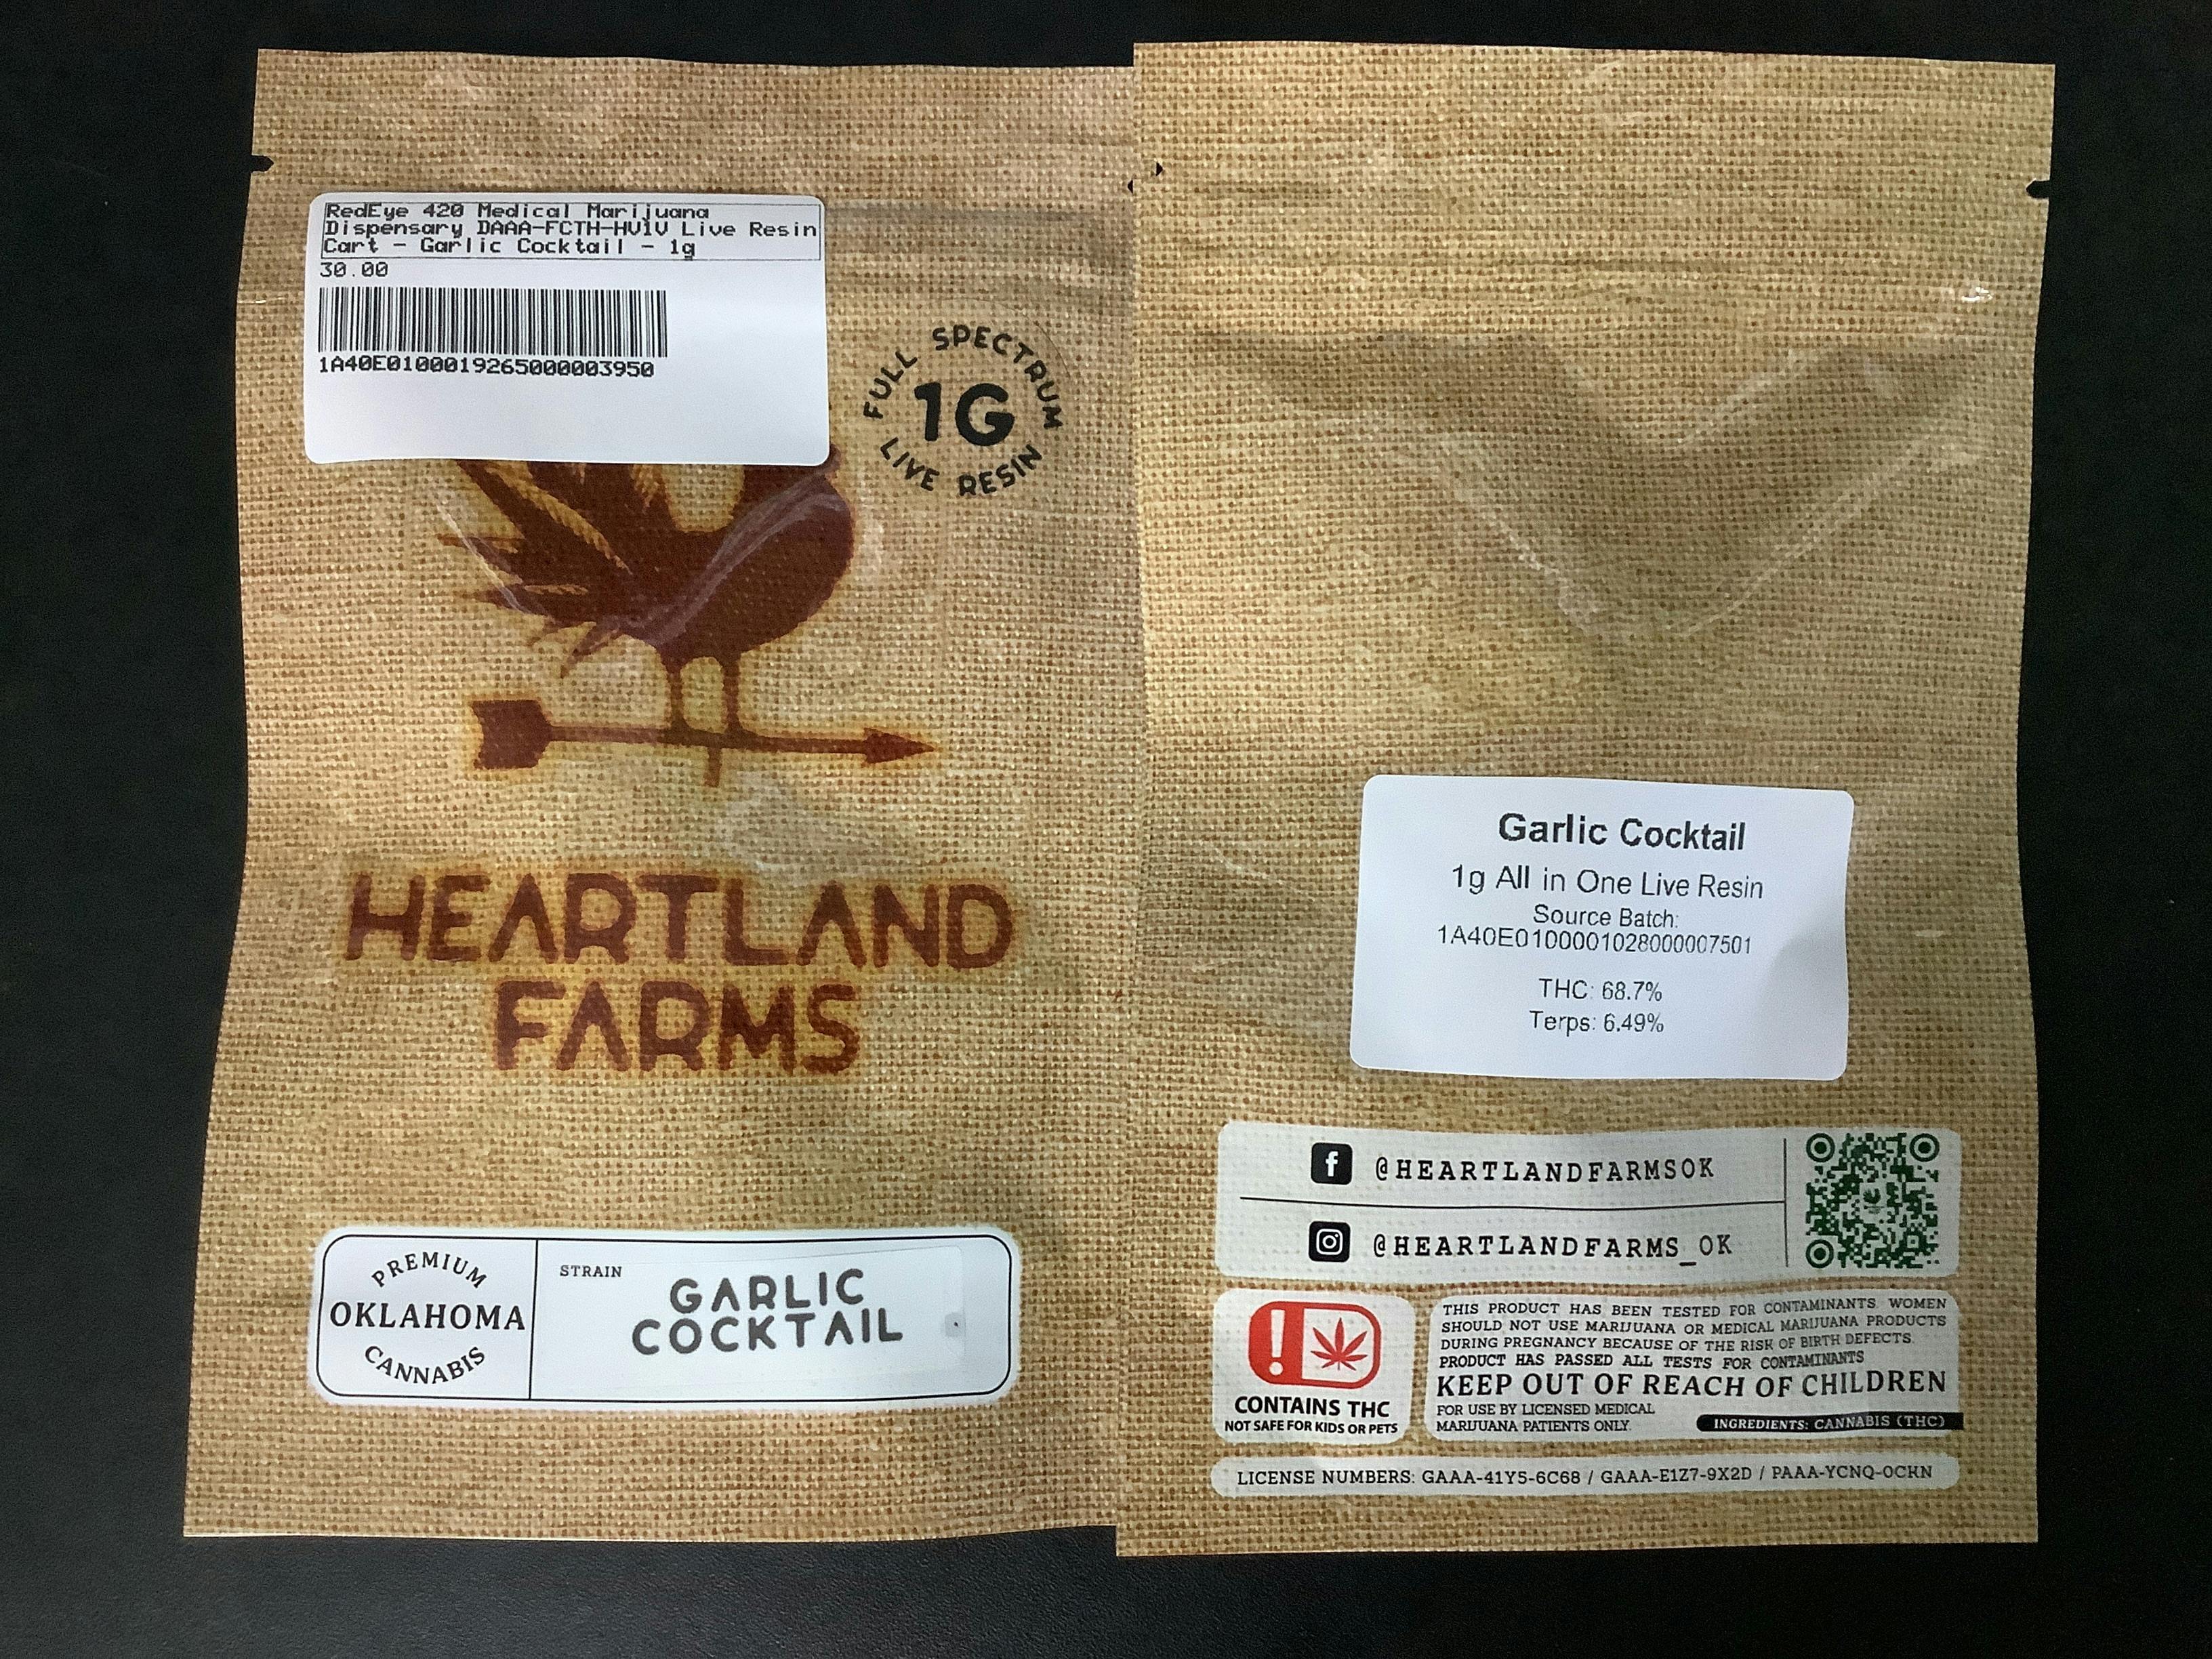 RedEye 420 Medical Marijuana
Dispensary DAAA-FCTH-HV1V Live Resin
Cart - Garlic Cocktail - 1g
30.00
1A40E0100019265000003950
FULL SPECTRUM
1G
LIVE RESIN
HEARTLAND
FARMS
PREMIUM
OKLAHOMA
CANNABIS
STRAIN
GARLIC
COCKTAIL
Garlic Cocktail
1g All in One Live Resin
Source Batch:
1A40E0100001028000007501
THC: 68.7%
Terps: 6.49%
@HEARTLANDFARMSOK
@HEARTLANDFARMS_OK
CONTAINS THC
NOT SAFE FOR KIDS OR PETS
THIS PRODUCT HAS BEEN TESTED FOR CONTAMINANTS. WOMEN
SHOULD NOT USE MARIJUANA OR MEDICAL MARIJUANA PRODUCTS
DURING PREGNANCY BECAUSE OF THE RISK OF BIRTH DEFECTS.
PRODUCT HAS PASSED ALL TESTS FOR CONTAMINANTS
KEEP OUT OF REACH OF CHILDREN
FOR USE BY LICENSED MEDICAL
MARIJUANA PATIENTS ONLY.
INGREDIENTS: CANNABIS (THC)
LICENSE NUMBERS: GAAA-41Y5-6C68 / GAAA-E1Z7-9X2D / PAAA-YCNQ-OCKN